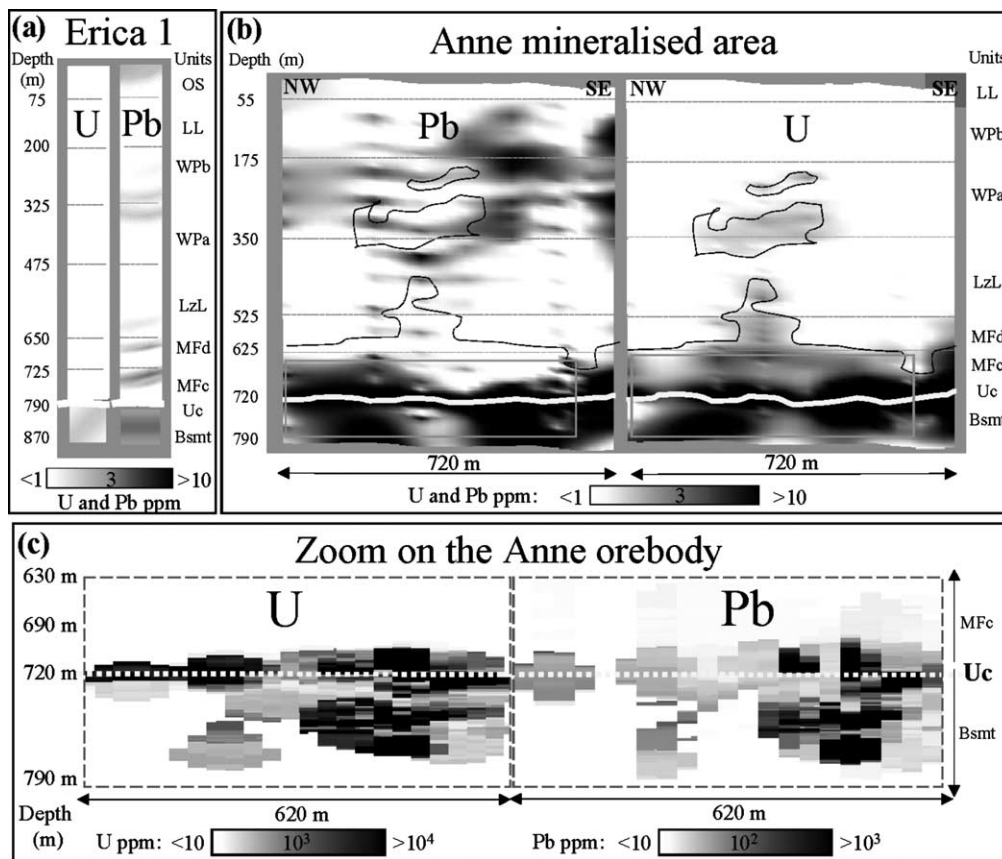 (a) Erica 1
Depth (m) Units
U Pb
OS
75
LL
200
WPb
325
WPa
475
LzL
650
MFd
725
MFc
790
Uc
870
Bsmt
<1 3 >10
U and Pb ppm
(b) Anne mineralised area
Depth (m) Units
NW SE NW SE
Pb U
LL
55
WPb
175
WPa
350
LzL
525
MFd
625
MFc
720
Uc
Bsmt
790
720 m 720 m
U and Pb ppm: <1 3 >10
(c) Zoom on the Anne orebody
630 m
U Pb
690 m
MFc
720 m
Uc
Bsmt
790 m
Depth (m)
620 m 620 m
U ppm: <10 10³ >10⁴ Pb ppm: <10 10² >10³